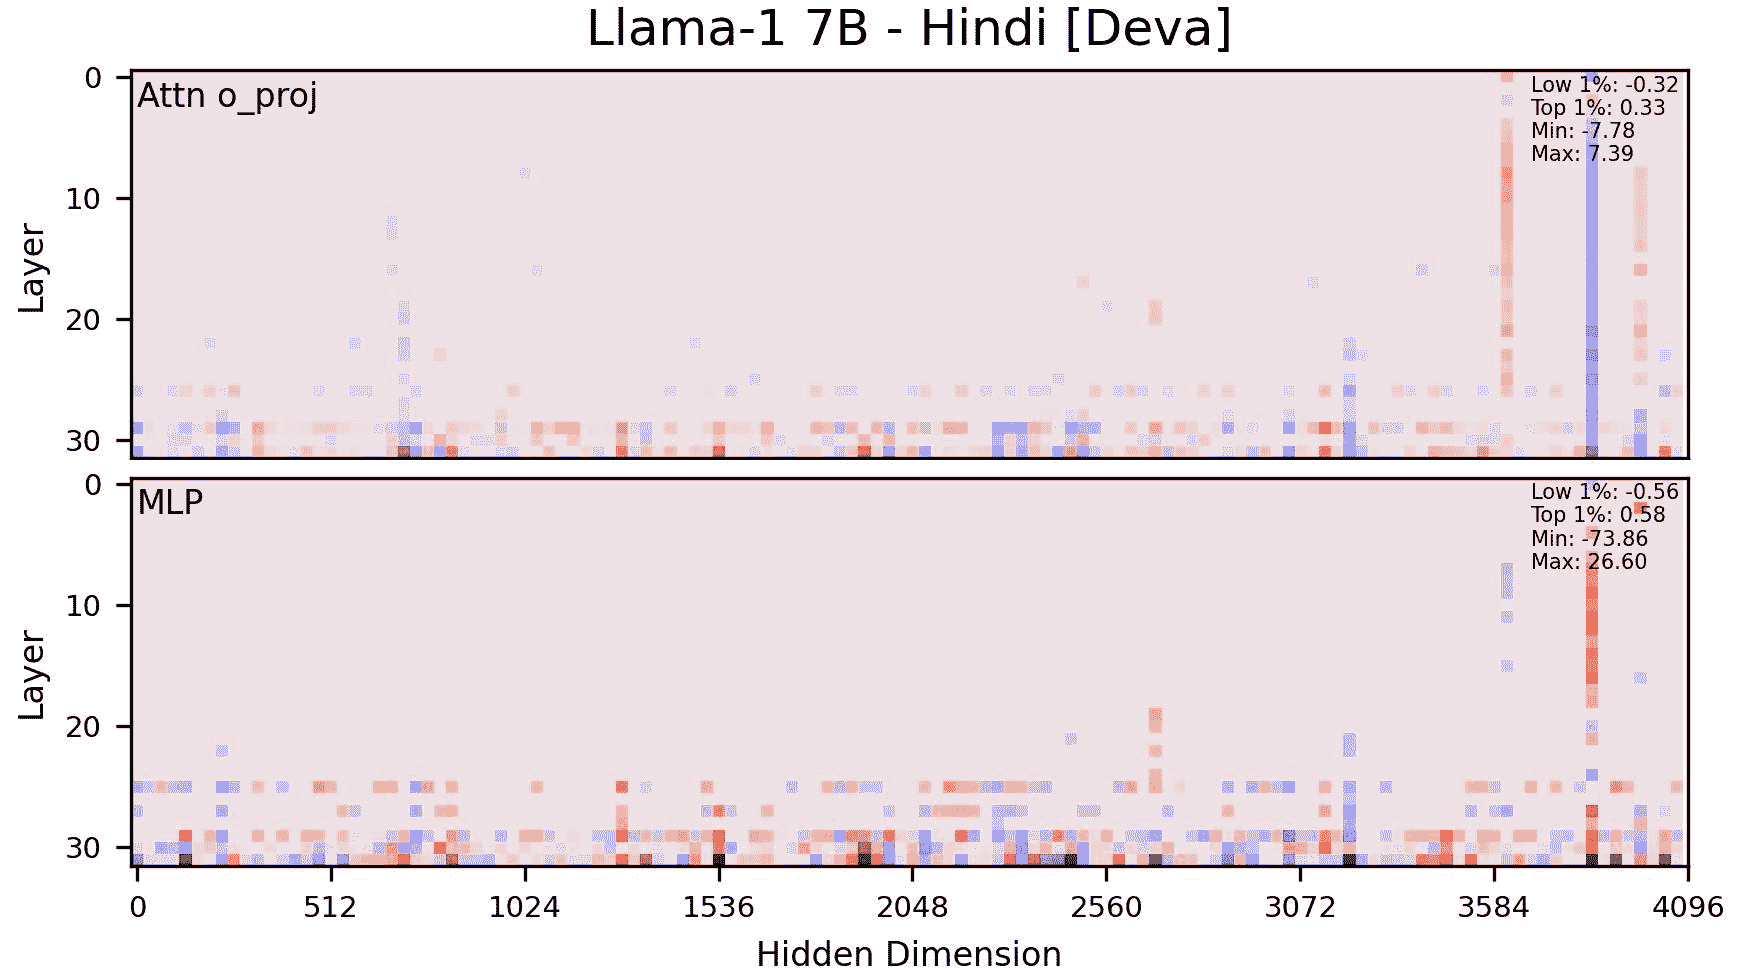 Llama-1 7B - Hindi [Deva]
Attn o_proj
Low 1%: -0.32
Top 1%: 0.33
Min: -7.78
Max: 7.39
Layer
0
10
20
30
MLP
Low 1%: -0.56
Top 1%: 0.58
Min: -73.86
Max: 26.60
Layer
0
10
20
30
0 512 1024 1536 2048 2560 3072 3584 4096
Hidden Dimension